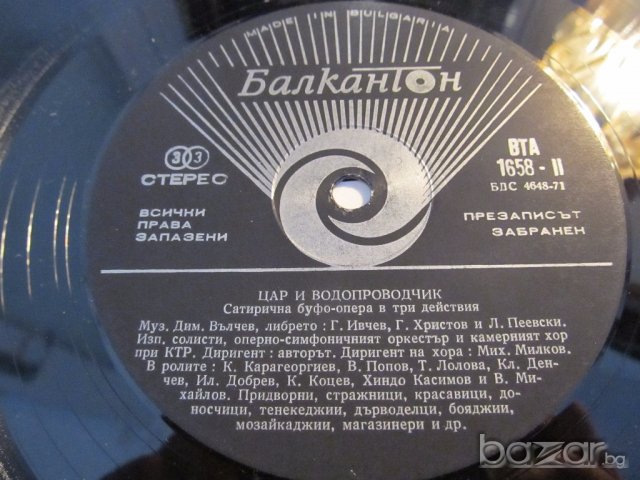 MADE IN BULGARIA
Балкантон
33
СТЕРЕО
ВТА
1658 - II
БДС 4648-71
ВСИЧКИ
ПРАВА
ЗАПАЗЕНИ
ПРЕЗАПИСЪТ
ЗАБРАНЕН
ЦАР И ВОДОПРОВОДЧИК
Сатирична буфо-опера в три действия
Муз. Дим. Вълчев, либрето : Г. Ивчев, Г. Христов и Л. Пеевски.
Изп. солисти, оперно-симфоничният оркестър и камерният хор
при КТР. Диригент : авторът. Диригент на хора : Мих. Милков.
В ролите : К. Карагеоргиев, В. Попов, Т. Лолова, Кл. Ден-
чев, Ил. Добрев, К. Коцев, Хиндо Касимов и В. Ми-
хайлов. Придворни, стражници, красавици, до-
носчици, тенекеджии, дърводелци, бояджии,
мозайкаджии, магазинери и др.
bazar.bg